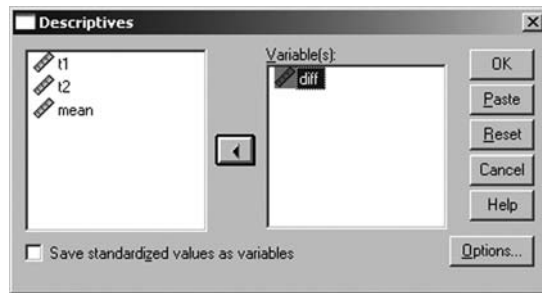 Descriptives
t1
t2
mean
Variable(s):
diff
OK
Paste
Reset
Cancel
Help
Save standardized values as variables
Options...